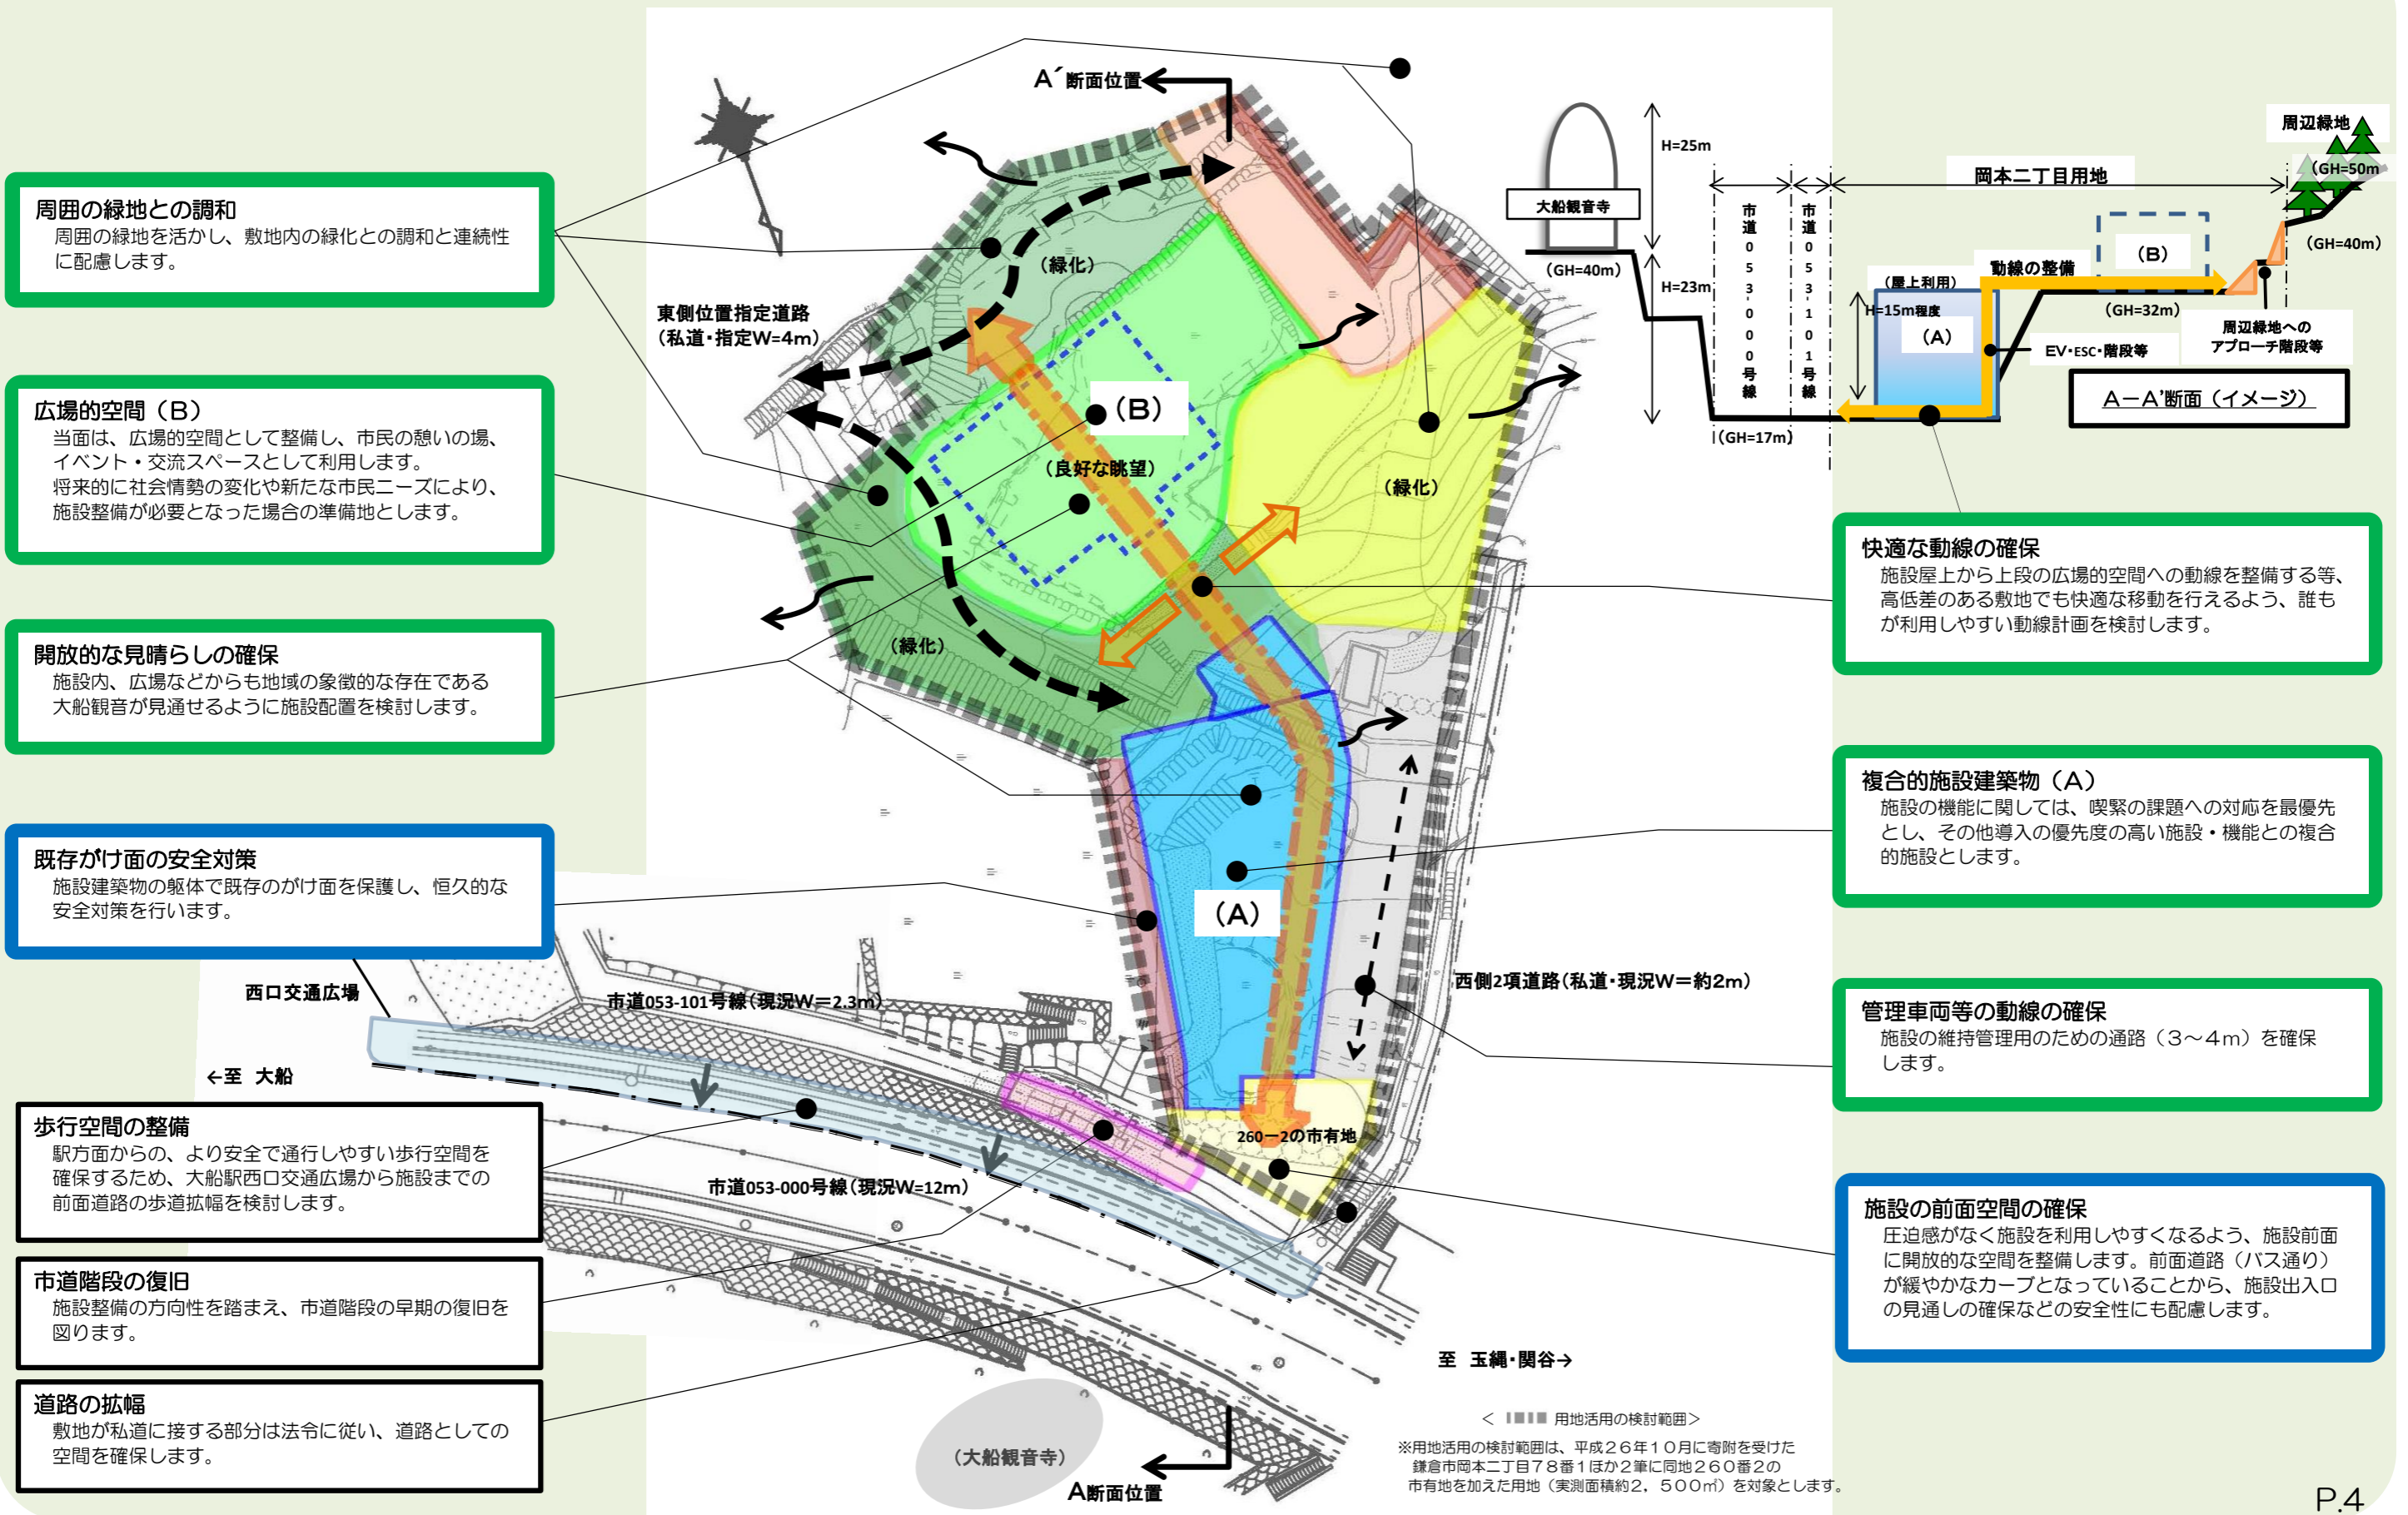 周囲の緑地との調和
周囲の緑地を活かし、敷地内の緑化との調和と連続性
に配慮します。
広場的空間（B）
当面は、広場的空間として整備し、市民の憩いの場、
イベント・交流スペースとして利用します。
将来的に社会情勢の変化や新たな市民ニーズにより、
施設整備が必要となった場合の準備地とします。
開放的な見晴らしの確保
施設内、広場などからも地域の象徴的な存在である
大船観音が見通せるように施設配置を検討します。
既存がけ面の安全対策
施設建築物の躯体で既存のがけ面を保護し、恒久的な
安全対策を行います。
歩行空間の整備
駅方面からの、より安全で通行しやすい歩行空間を
確保するため、大船駅西口交通広場から施設までの
前面道路の歩道拡幅を検討します。
市道階段の復旧
施設整備の方向性を踏まえ、市道階段の早期の復旧を
図ります。
道路の拡幅
敷地が私道に接する部分は法令に従い、道路としての
空間を確保します。
A´断面位置
東側位置指定道路
（私道・指定W=4m）
（緑化）
（B）
（良好な眺望）
（緑化）
（緑化）
（A）
西口交通広場
市道053-101号線（現況W＝2.3m）
←至 大船
市道053-000号線（現況W=12m）
260－2の市有地
西側2項道路（私道・現況W＝約2m）
至 玉縄・関谷→
（大船観音寺）
A断面位置
＜ 用地活用の検討範囲＞
※用地活用の検討範囲は、平成２６年１０月に寄附を受けた
鎌倉市岡本二丁目７８番１ほか２筆に同地２６０番２の
市有地を加えた用地（実測面積約２，５００㎡）を対象とします。
H=25m
大船観音寺
（GH=40m）
H=23m
市道053-000号線
市道053-101号線
（GH=17m）
岡本二丁目用地
周辺緑地
（GH=50m
（GH=40m）
（屋上利用）
動線の整備
（B）
H=15m程度
（A）
（GH=32m）
EV・ESC・階段等
周辺緑地への
アプローチ階段等
A－A'断面（イメージ）
快適な動線の確保
施設屋上から上段の広場的空間への動線を整備する等、
高低差のある敷地でも快適な移動を行えるよう、誰も
が利用しやすい動線計画を検討します。
複合的施設建築物（A）
施設の機能に関しては、喫緊の課題への対応を最優先
とし、その他導入の優先度の高い施設・機能との複合
的施設とします。
管理車両等の動線の確保
施設の維持管理用のための通路（３～４ｍ）を確保
します。
施設の前面空間の確保
圧迫感がなく施設を利用しやすくなるよう、施設前面
に開放的な空間を整備します。前面道路（バス通り）
が緩やかなカーブとなっていることから、施設出入口
の見通しの確保などの安全性にも配慮します。
P.4